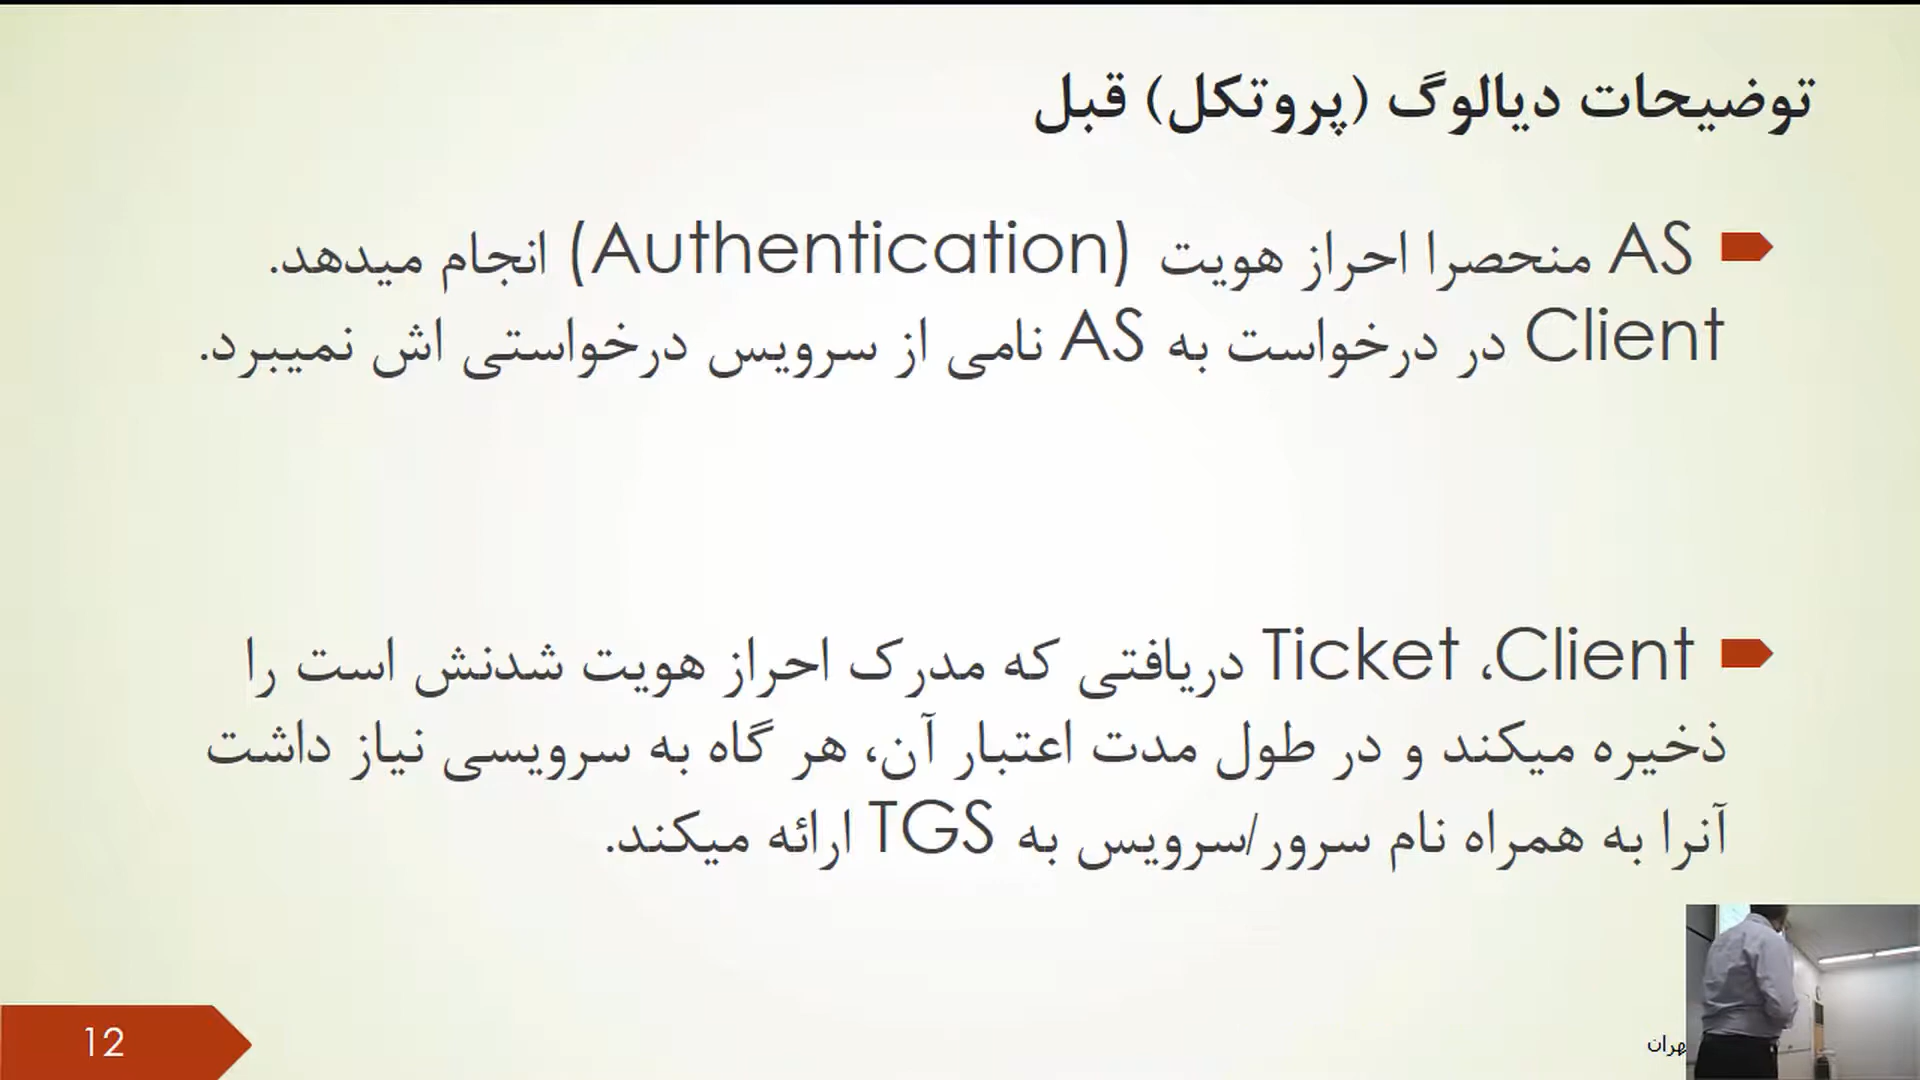 توضیحات دیالوگ (پروتکل) قبل
AS منحصرا احراز هویت (Authentication) انجام میدهد.
Client در درخواست به AS نامی از سرویس درخواستی اش نمیبرد.
Client، Ticket دریافتی که مدرک احراز هویت شدنش است را
ذخیره میکند و در طول مدت اعتبار آن، هر گاه به سرویسی نیاز داشت
آنرا به همراه نام سرور/سرویس به TGS ارائه میکند.
12